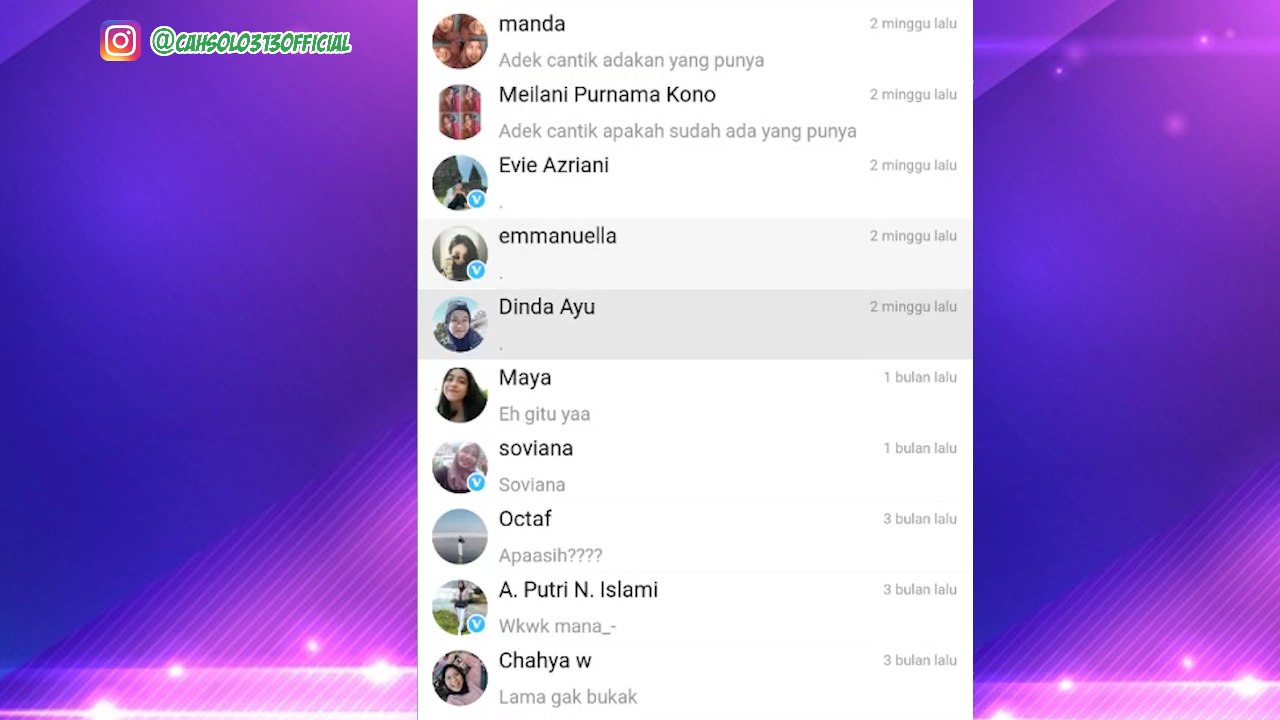 @CAHSOLO313OFFICIAL
manda
2 minggu lalu
Adek cantik adakan yang punya
Meilani Purnama Kono
2 minggu lalu
Adek cantik apakah sudah ada yang punya
Evie Azriani
2 minggu lalu
.
emmanuella
2 minggu lalu
.
Dinda Ayu
2 minggu lalu
.
Maya
1 bulan lalu
Eh gitu yaa
soviana
1 bulan lalu
Soviana
Octaf
3 bulan lalu
Apaasih????
A. Putri N. Islami
3 bulan lalu
Wkwk mana_-
Chahya w
3 bulan lalu
Lama gak bukak